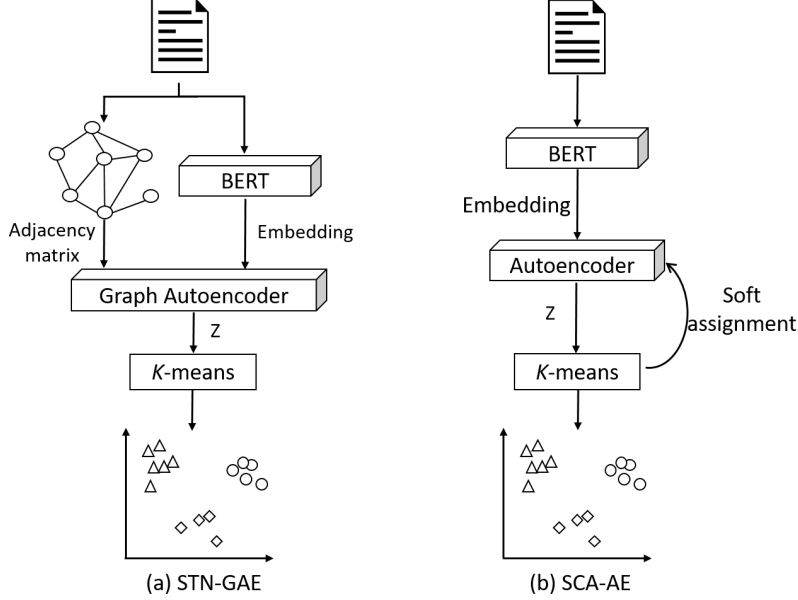 BERT
Adjacency
matrix
Embedding
Graph Autoencoder
Z
K-means
(a) STN-GAE
BERT
Embedding
Autoencoder
Z
Soft
assignment
K-means
(b) SCA-AE